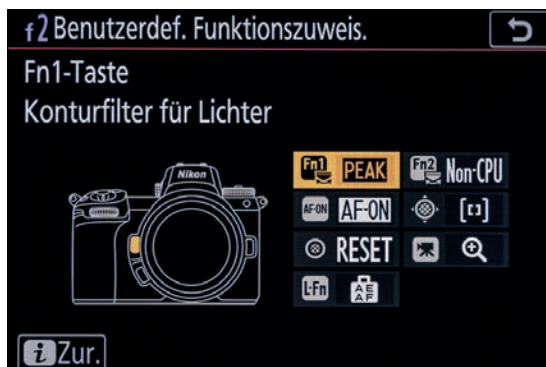 f2 Benutzerdef. Funktionszuweis.
Fn1-Taste
Konturfilter für Lichter
Nikon
Fn1 PEAK Fn2 Non-CPU
AF-ON AF-ON [ ]
RESET
L-Fn AE AF
i Zur.